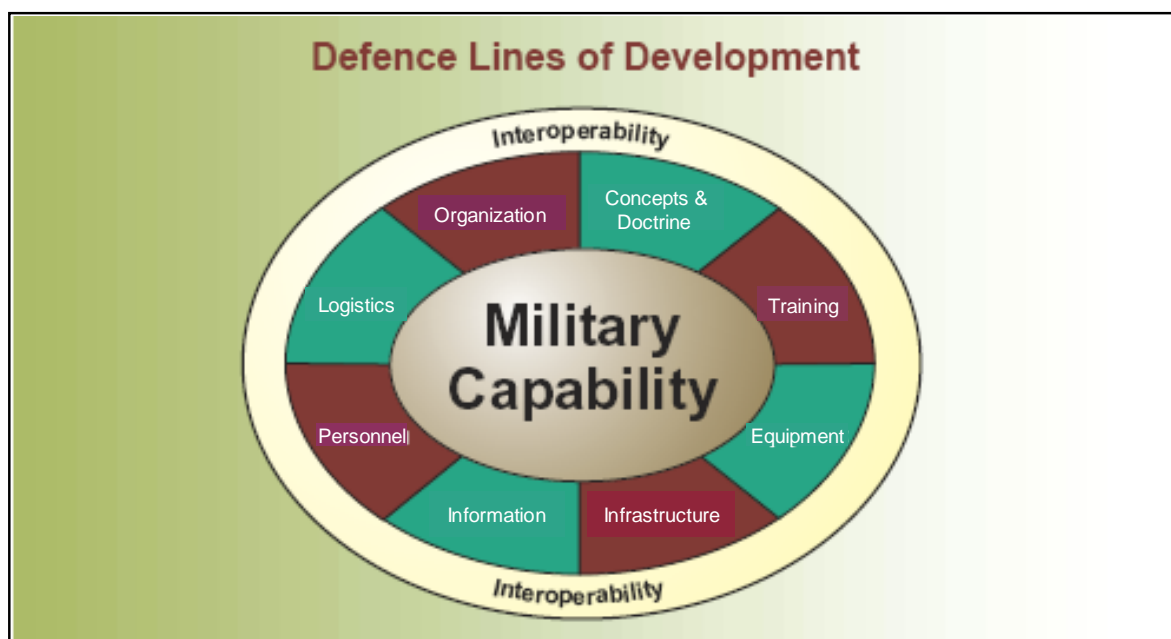 Defence Lines of Development
Interoperability
Organization
Concepts &
Doctrine
Logistics
Training
Military
Capability
Personnel
Equipment
Information
Infrastructure
Interoperability